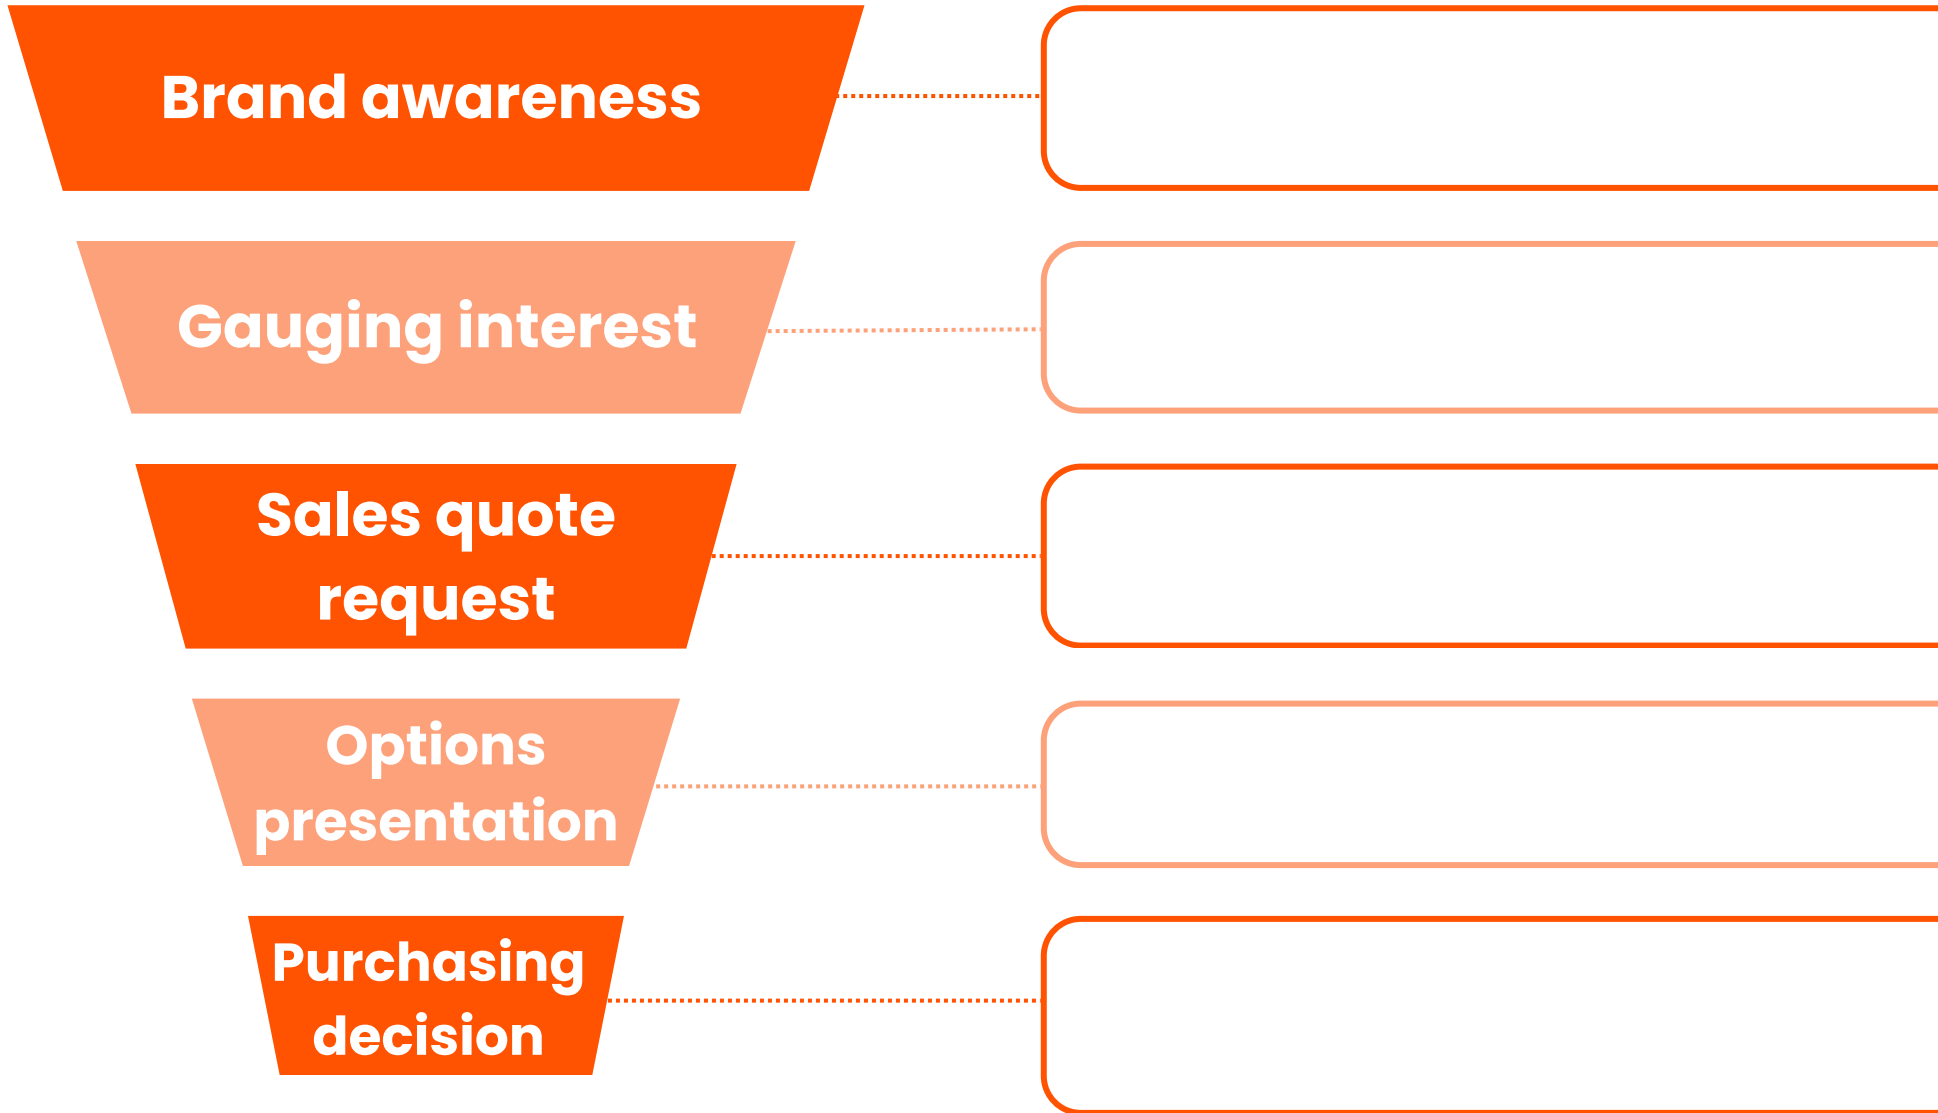 Brand awareness
Gauging interest
Sales quote
request
Options
presentation
Purchasing
decision